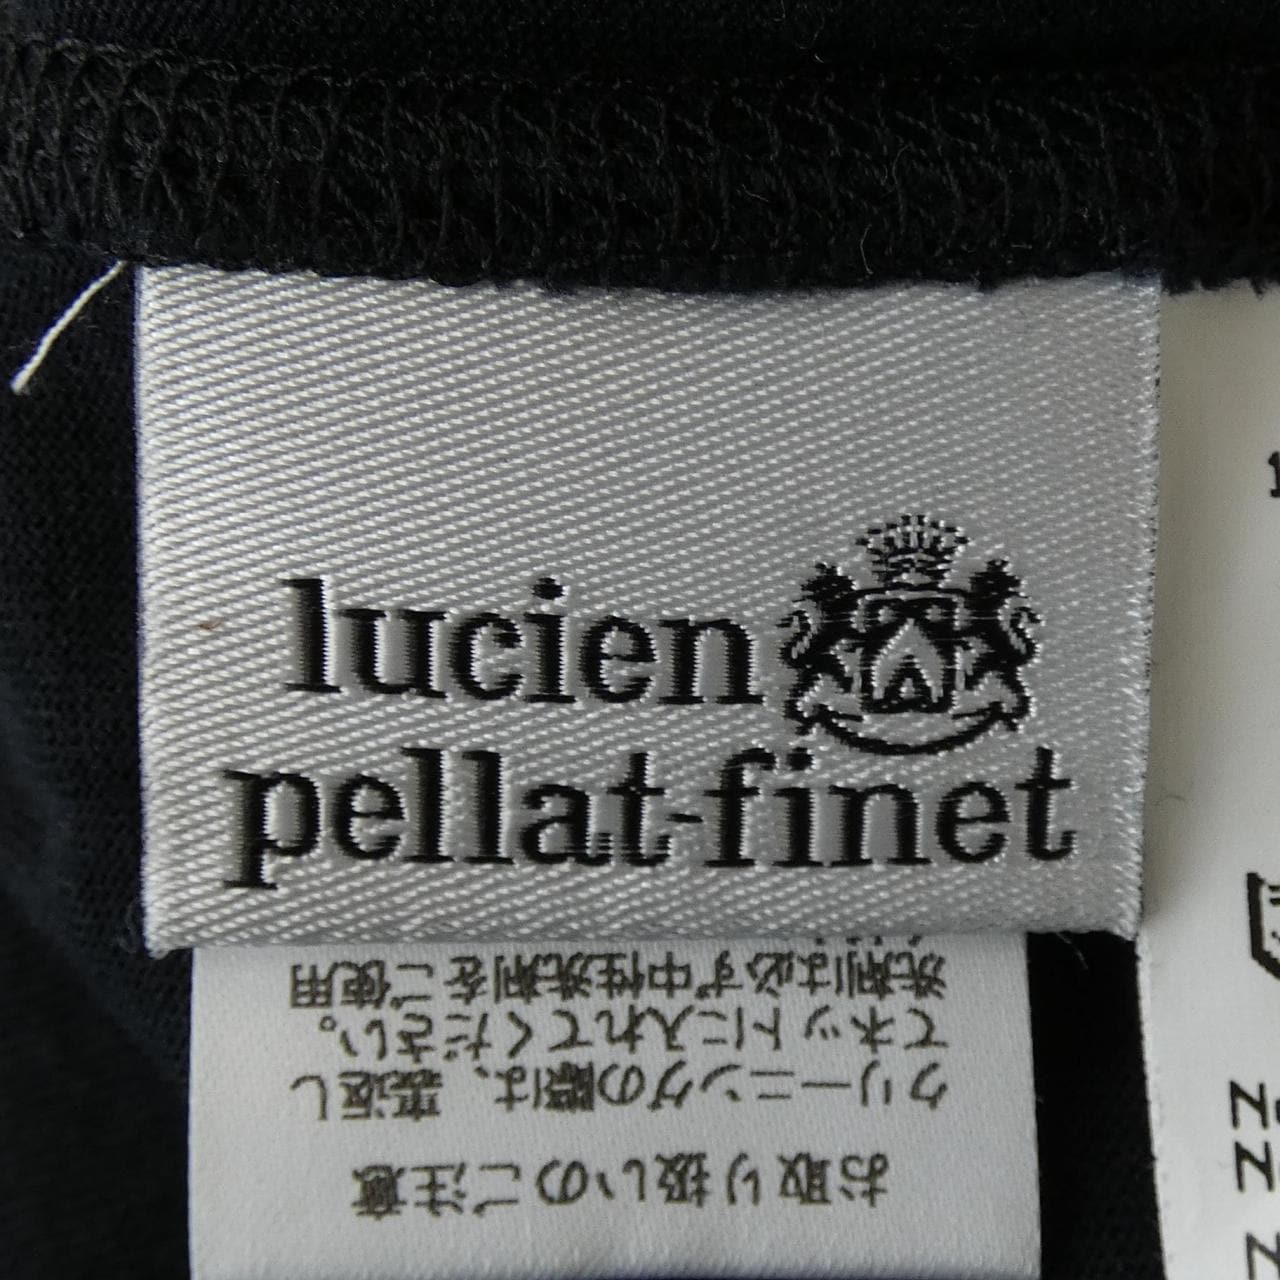 lucien
pellat-finet
お取り扱いのご注意
クリーニングの際は、裏返し
てネットに入れてください。
洗剤は必ず中性洗剤をご使用